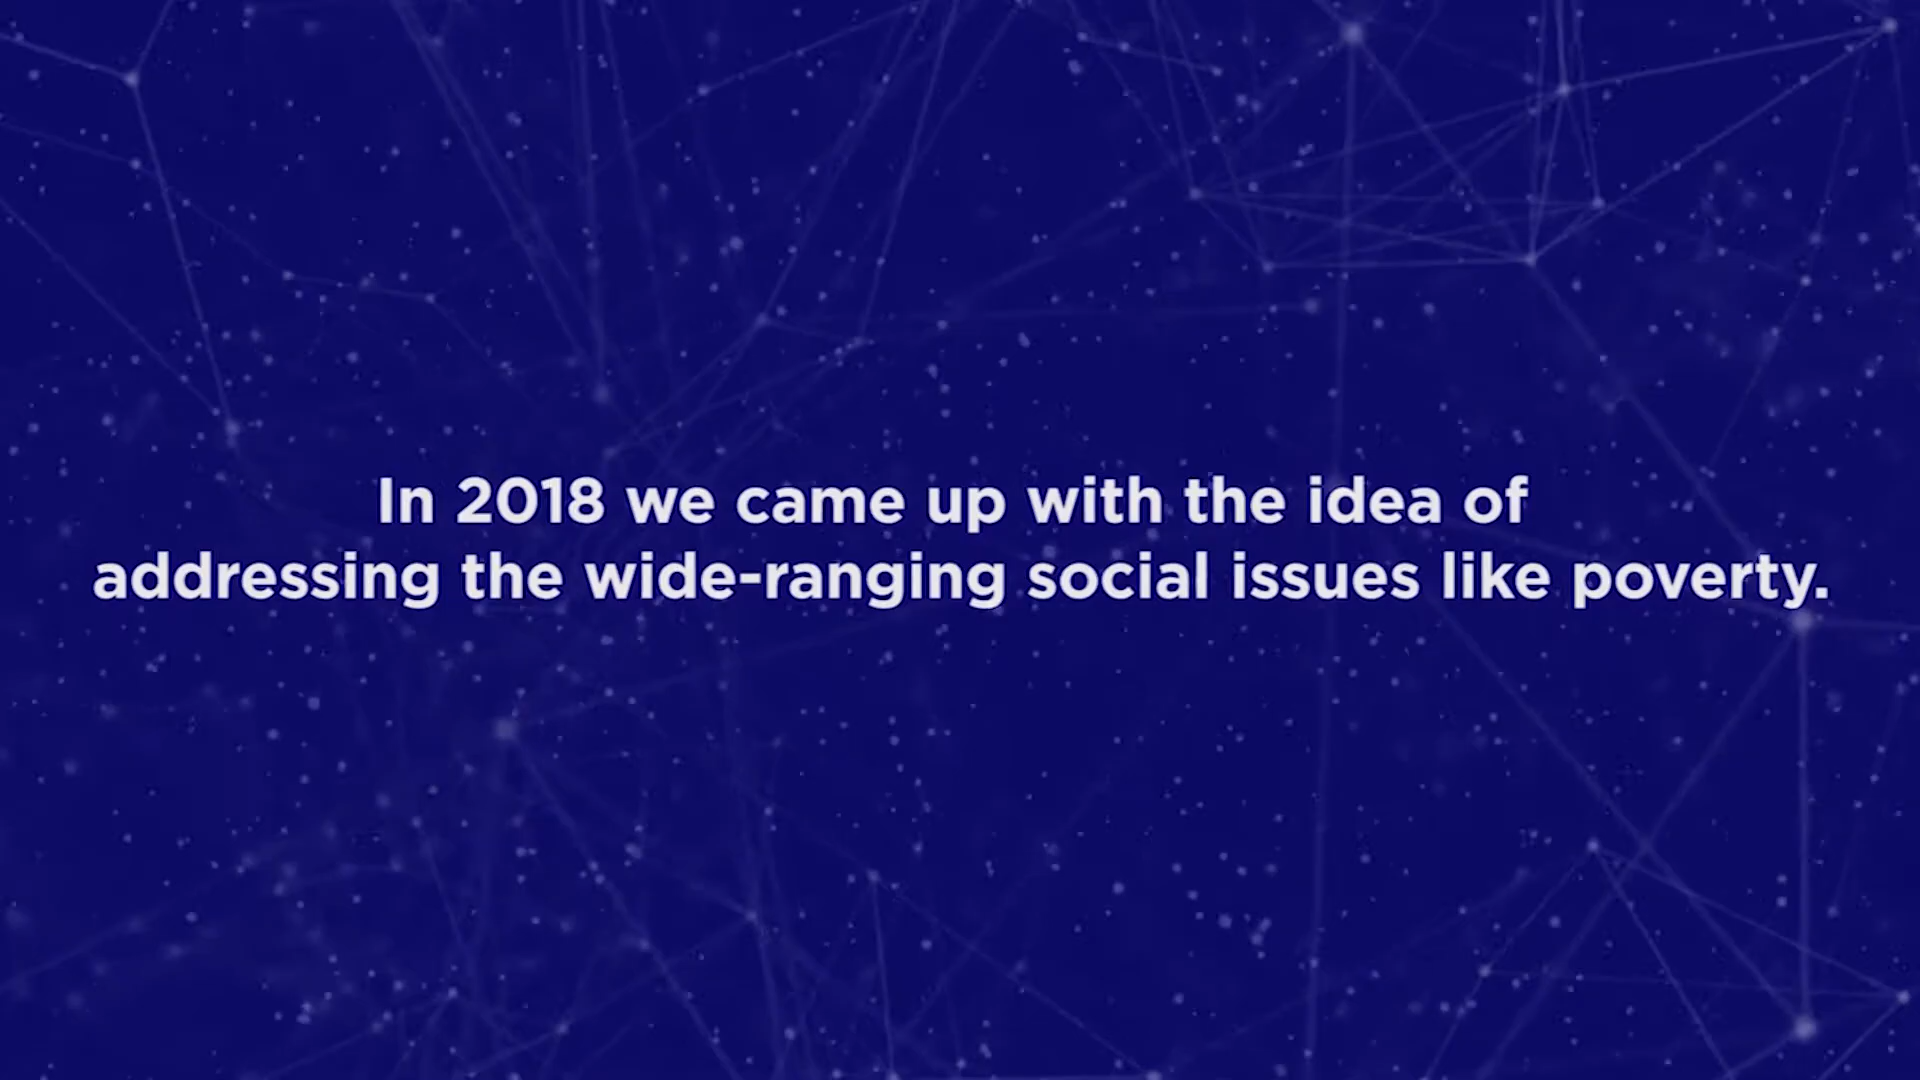 In 2018 we came up with the idea of
addressing the wide-ranging social issues like poverty.